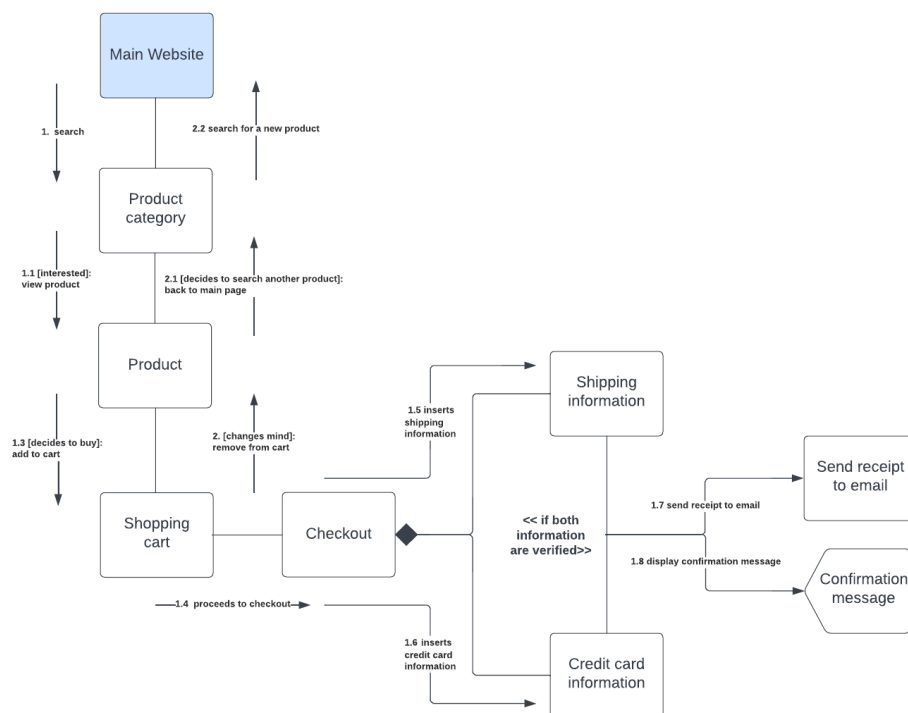 Main Website
1.  search
2.2 search for a new product
Product
category
1.1 [interested]:
view product
2.1 [decides to search another product]:
back to main page
Product
Shipping
information
1.5 inserts
shipping
information
1.3 [decides to buy]:
add to cart
2. [changes mind]:
remove from cart
Send receipt
to email
Shopping
cart
Checkout
<< if both
information
are verified>>
1.7 send receipt to email
1.8 display confirmation message
Confirmation
message
1.4  proceeds to checkout
1.6 inserts
credit card
information
Credit card
information